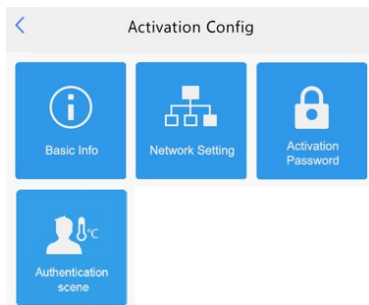 Activation Config
Basic Info
Network Setting
Activation
Password
°C
Authentication
scene